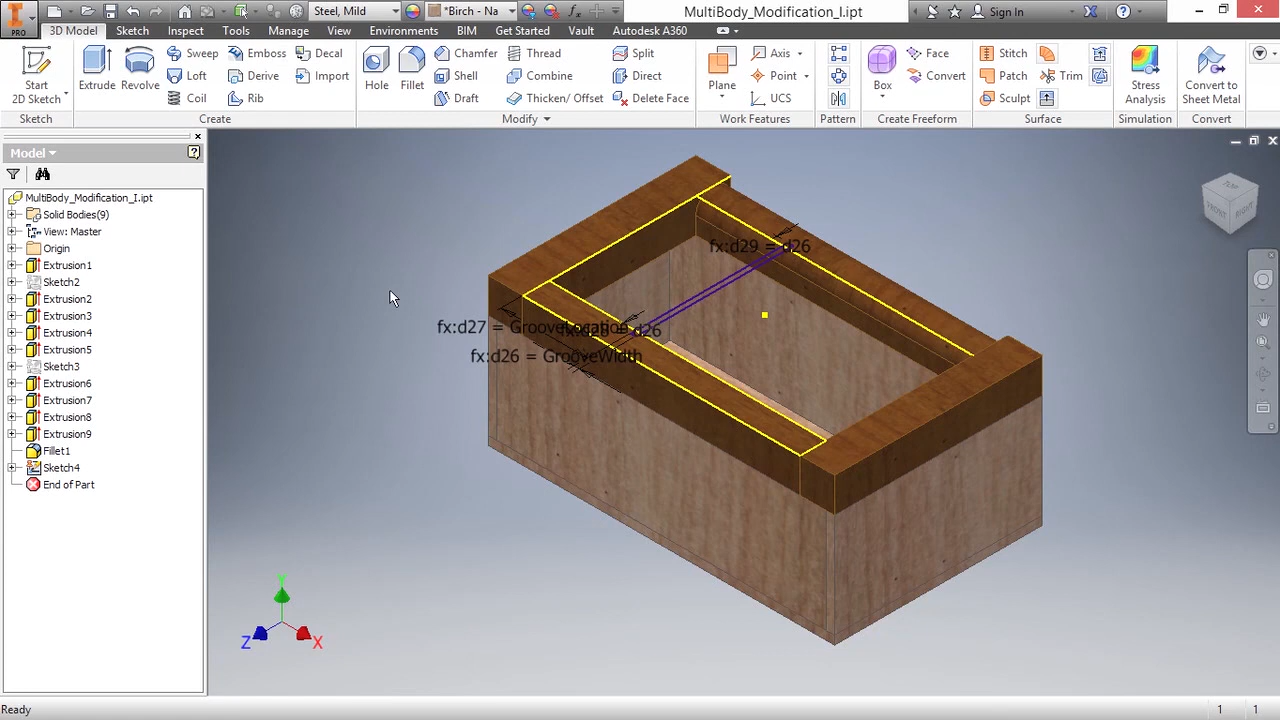 PRO
Steel, Mild
*Birch - Na
MultiBody_Modification_I.ipt
Sign In
3D Model
Sketch
Inspect
Tools
Manage
View
Environments
BIM
Get Started
Vault
Autodesk A360
Start
2D Sketch
Extrude
Revolve
Sweep
Loft
Coil
Emboss
Derive
Rib
Decal
Import
Hole
Fillet
Chamfer
Shell
Draft
Thread
Combine
Thicken/ Offset
Split
Direct
Delete Face
Plane
Axis
Point
UCS
Box
Face
Convert
Stitch
Patch
Sculpt
Trim
Stress
Analysis
Convert to
Sheet Metal
Sketch
Create
Modify
Work Features
Pattern
Create Freeform
Surface
Simulation
Convert
Model
MultiBody_Modification_I.ipt
Solid Bodies(9)
View: Master
Origin
Extrusion1
Sketch2
Extrusion2
Extrusion3
Extrusion4
Extrusion5
Sketch3
Extrusion6
Extrusion7
Extrusion8
Extrusion9
Fillet1
Sketch4
End of Part
TOP
FRONT
RIGHT
fx:d29 = d26
fx:d27 = GrooveLocation
fx:d26 = GrooveWidth
Y
Z
X
Ready
1
1